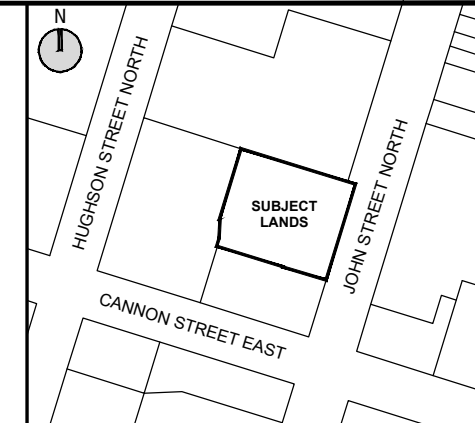 N
HUGHSON STREET NORTH
SUBJECT
LANDS
JOHN STREET NORTH
CANNON STREET EAST